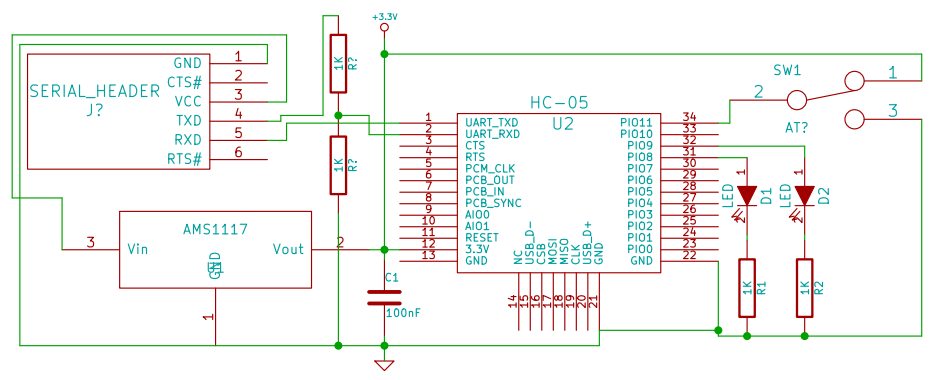 +3.3V
SERIAL_HEADER
J?
GND 1
CTS# 2
VCC 3
TXD 4
RXD 5
RTS# 6
1K
R?
1K
R?
AMS1117
3 Vin
Vout 2
GND
1
C1
100nF
HC-05
U2
1 UART_TXD
2 UART_RXD
3 CTS
4 RTS
5 PCM_CLK
6 PCB_OUT
7 PCB_IN
8 PCB_SYNC
9 AIO0
10 AIO1
11 RESET
12 3.3V
13 GND
PIO11 34
PIO10 33
PIO9 32
PIO8 31
PIO7 30
PIO6 29
PIO5 28
PIO4 27
PIO3 26
PIO2 25
PIO1 24
PIO0 23
GND 22
NC 14
USB_D- 15
CSB 16
MOSI 17
MISO 18
CLK 19
USB_D+ 20
GND 21
SW1
2
1
3
AT?
LED
1
2
D1
LED
1
2
D2
1K
R1
1K
R2